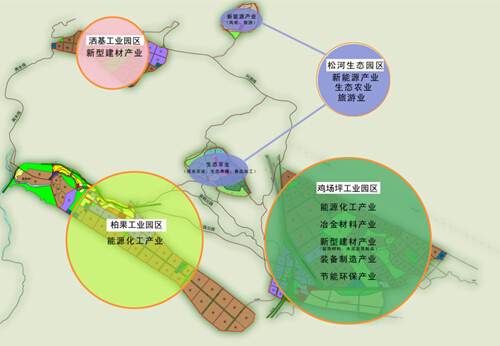 新能源产业
（风电、旅游）
洒基工业园区
新型建材产业
松河生态园区
新能源产业
生态农业
旅游业
生态农业
鸡场坪工业园区
能源化工产业
冶金材料产业
新型建材产业
装备制造产业
节能环保产业
柏果工业园区
能源化工产业